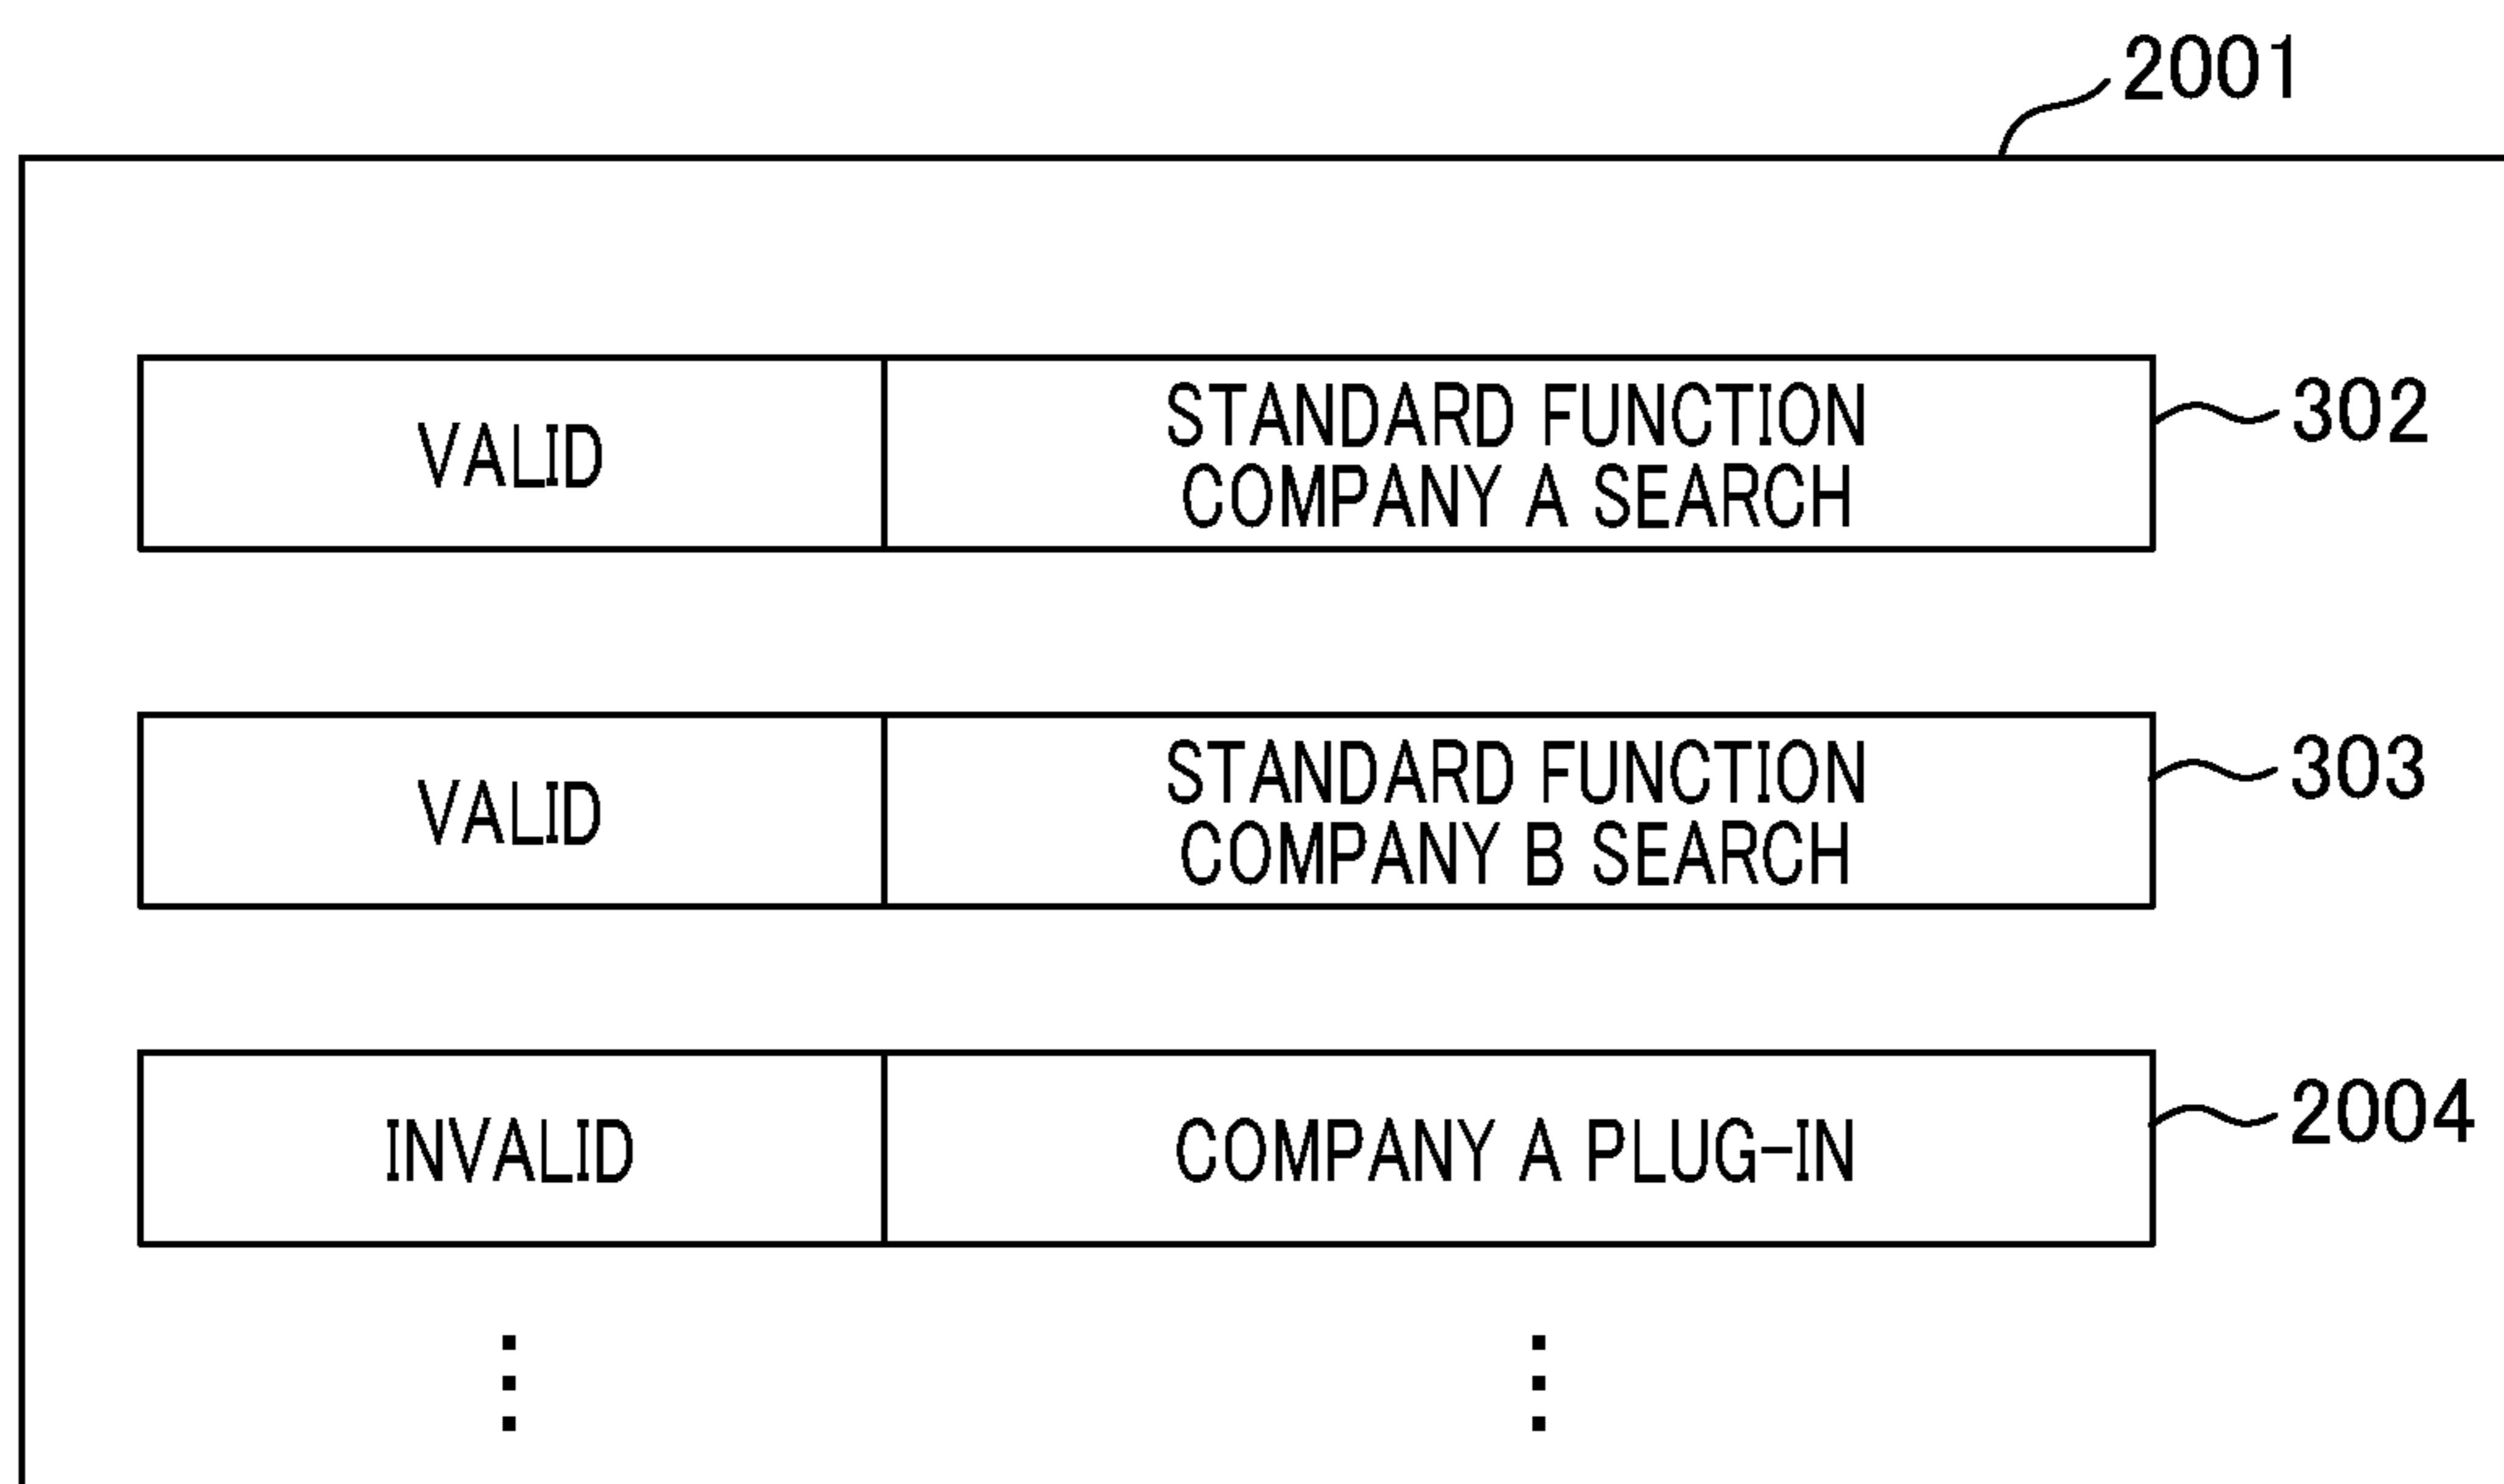 2001
VALID
STANDARD FUNCTION
COMPANY A SEARCH
302
VALID
STANDARD FUNCTION
COMPANY B SEARCH
303
INVALID
COMPANY A PLUG-IN
2004